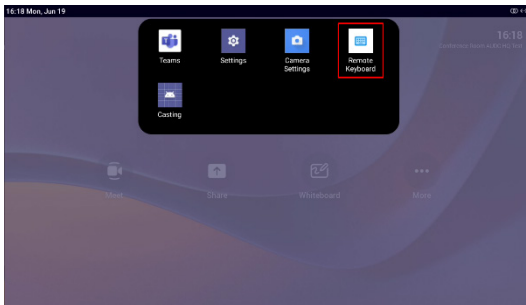 16:18 Mon, Jun 19
16:18
Teams
Settings
Camera
Settings
Remote
Keyboard
Casting
Meet
Share
Whiteboard
More